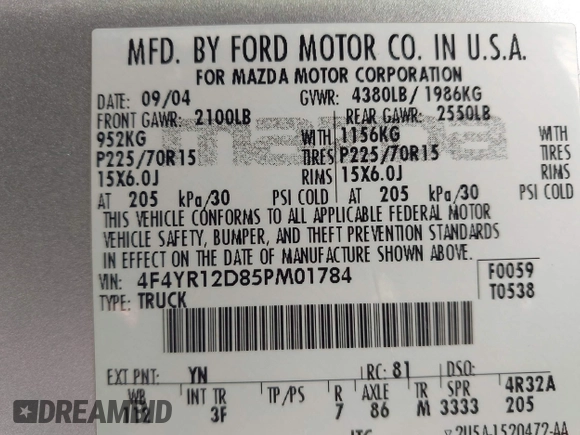 MFD. BY FORD MOTOR CO. IN U.S.A.
FOR MAZDA MOTOR CORPORATION
DATE: 09/04 GVWR: 4380LB/ 1986KG
FRONT GAWR: 2100LB REAR GAWR: 2550LB
952KG WITH 1156KG WITH
P225/70R15 TIRES P225/70R15 TIRES
15X6.0J RIMS 15X6.0J RIMS
AT 205 kPa/30 PSI COLD AT 205 kPa/30 PSI COLD
THIS VEHICLE CONFORMS TO ALL APPLICABLE FEDERAL MOTOR
VEHICLE SAFETY, BUMPER, AND THEFT PREVENTION STANDARDS
IN EFFECT ON THE DATE OF MANUFACTURE SHOWN ABOVE.
VIN: 4F4YR12D85PM01784 F0059
TYPE: TRUCK T0538
EXT PNT: YN RC: 81 DSO:
WB INT TR TP/PS R AXLE TR SPR 4R32A
112 3F 7 86 M 3333 205
DREAMBID